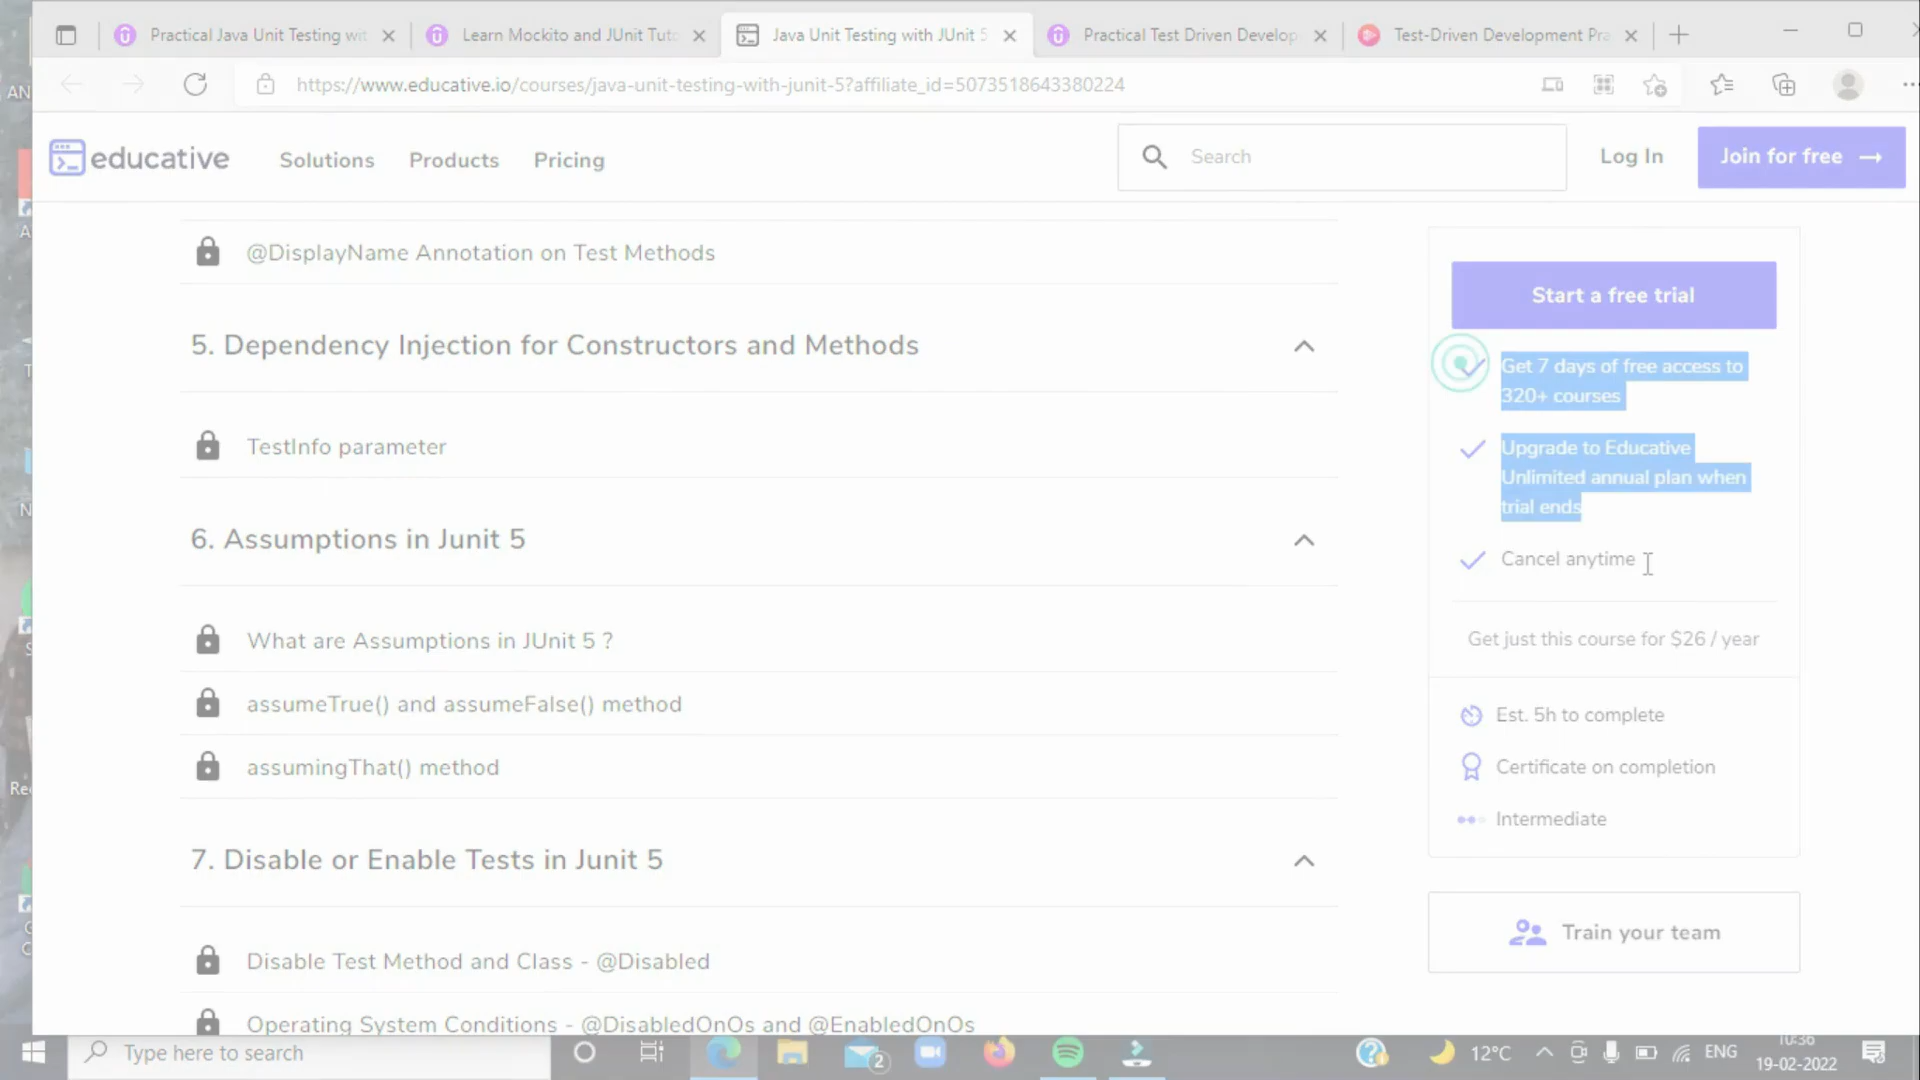 Practical Java Unit Testing wit
Learn Mockito and JUnit Tuto
Java Unit Testing with JUnit 5
Practical Test Driven Develop
Test-Driven Development Pra
https://www.educative.io/courses/java-unit-testing-with-junit-5?affiliate_id=5073518643380224
educative
Solutions
Products
Pricing
Search
Log In
Join for free →
@DisplayName Annotation on Test Methods
5. Dependency Injection for Constructors and Methods
TestInfo parameter
6. Assumptions in Junit 5
What are Assumptions in JUnit 5 ?
assumeTrue() and assumeFalse() method
assumingThat() method
7. Disable or Enable Tests in Junit 5
Disable Test Method and Class - @Disabled
Operating System Conditions - @DisabledOnOs and @EnabledOnOs
Start a free trial
Get 7 days of free access to
320+ courses
Upgrade to Educative
Unlimited annual plan when
trial ends
Cancel anytime
Get just this course for $26 / year
Est. 5h to complete
Certificate on completion
Intermediate
Train your team
Type here to search
2
12°C
ENG
10:36
19-02-2022